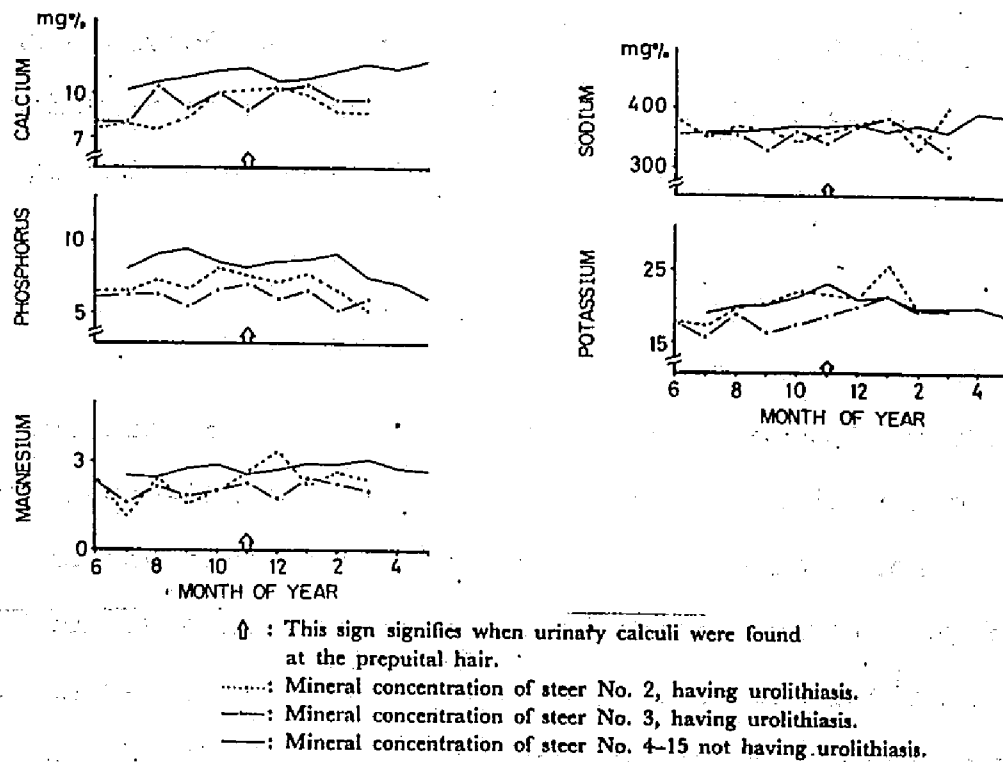 mg%
CALCIUM
10
7
PHOSPHORUS
10
5
MAGNESIUM
3
0
6 8 10 12 2 4
MONTH OF YEAR
mg%
SODIUM
400
300
POTASSIUM
25
15
6 8 10 12 2 4
MONTH OF YEAR
⇧ : This sign signifies when urinary calculi were found
at the prepuital hair.
········: Mineral concentration of steer No. 2, having urolithiasis.
—·—: Mineral concentration of steer No. 3, having urolithiasis.
———: Mineral concentration of steer No. 4–15 not having urolithiasis.